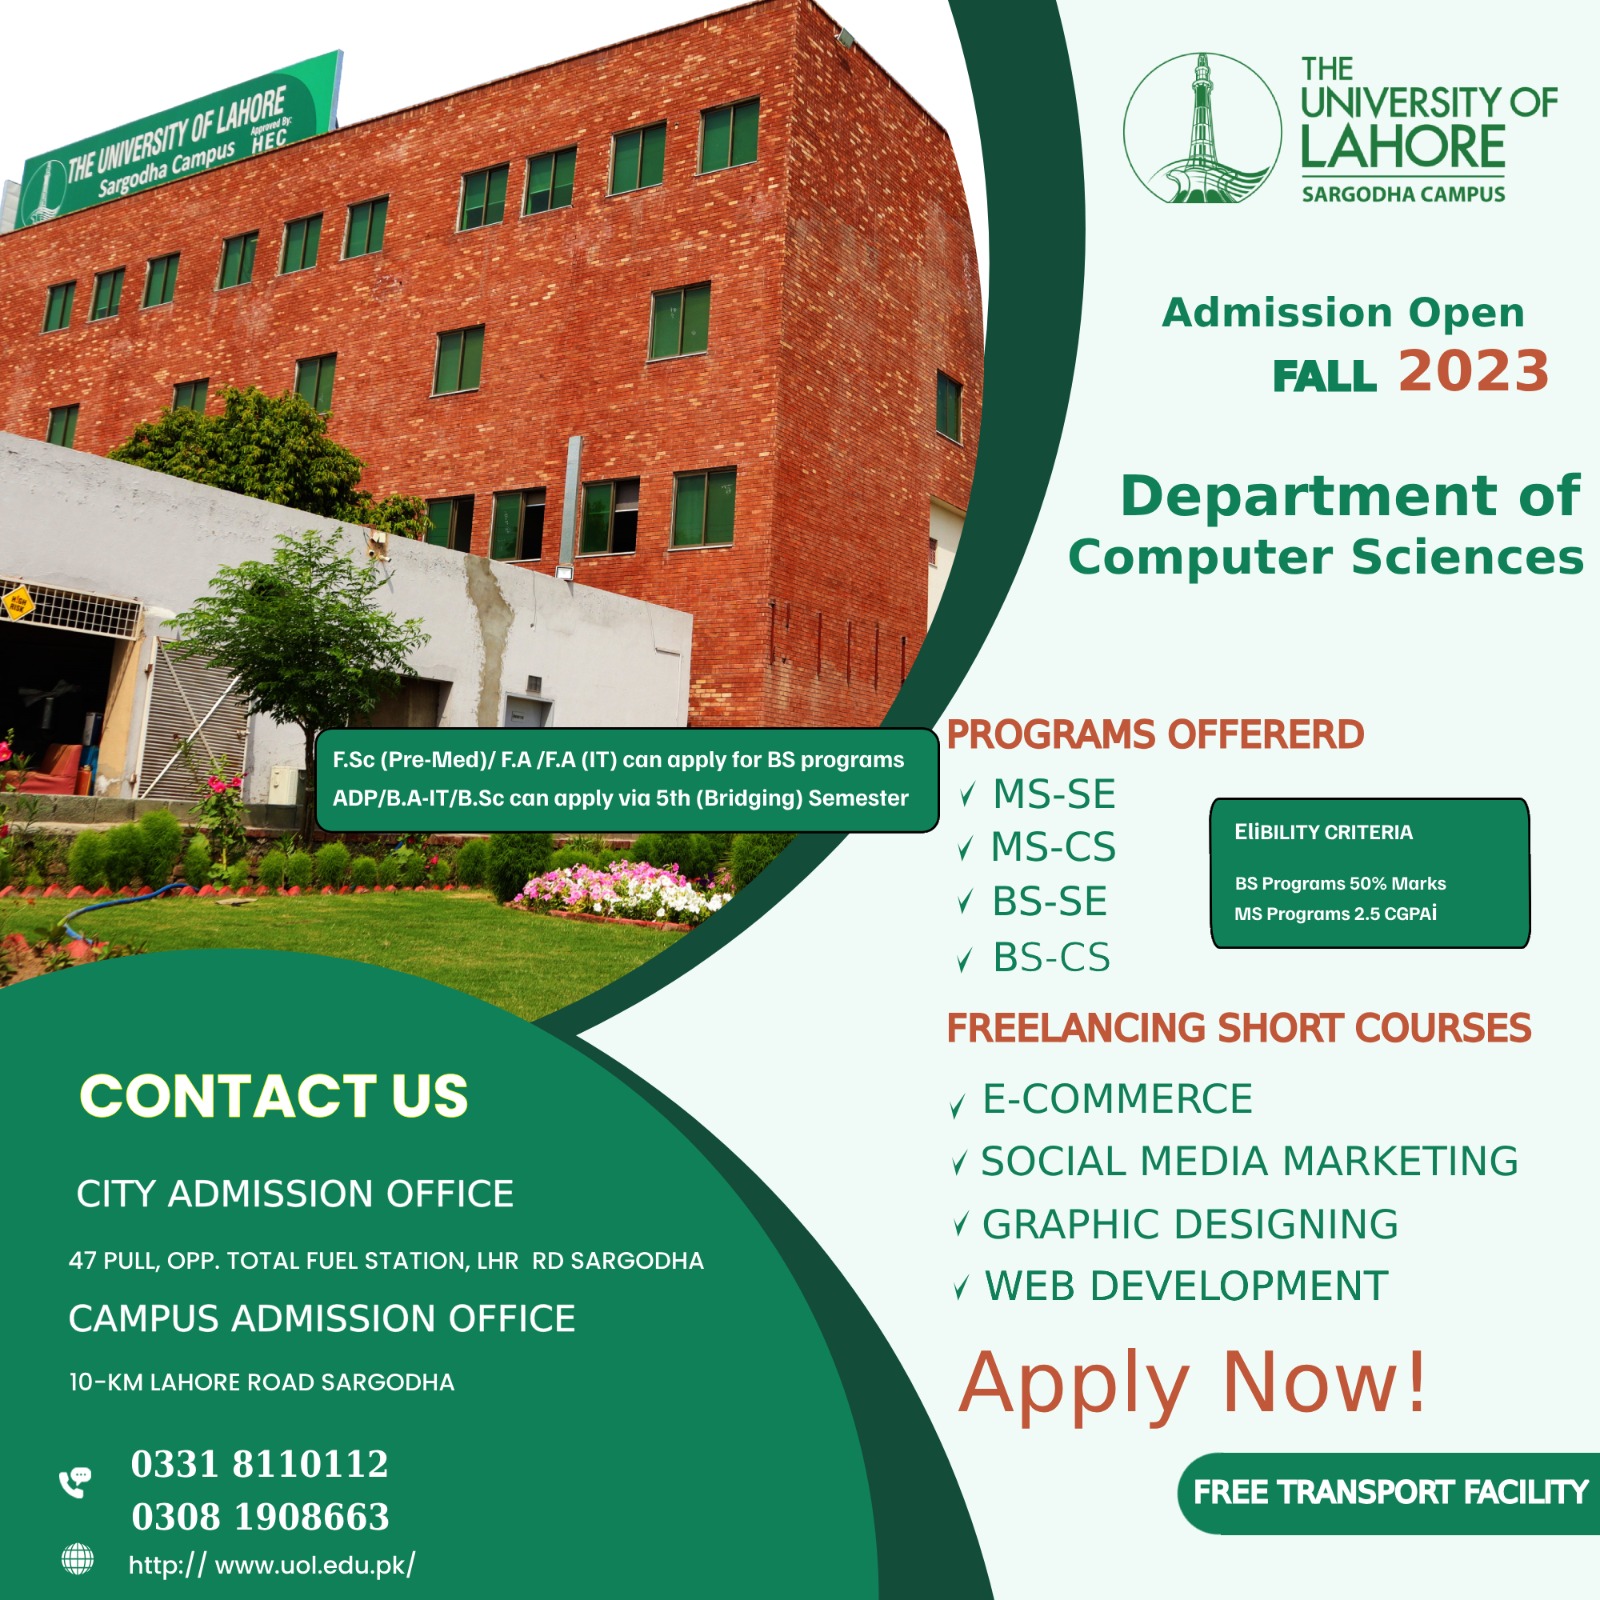 THE UNIVERSITY OF LAHORE
Sargodha Campus
Approved By:
HEC
HIGH
RISK
THE
UNIVERSITY OF
LAHORE
SARGODHA CAMPUS
Admission Open
FALL 2023
Department of
Computer Sciences
F.Sc (Pre-Med)/ F.A /F.A (IT) can apply for BS programs
ADP/B.A-IT/B.Sc can apply via 5th (Bridging) Semester
PROGRAMS OFFERERD
MS-SE
MS-CS
BS-SE
BS-CS
EliBILITY CRITERIA
BS Programs 50% Marks
MS Programs 2.5 CGPAi
FREELANCING SHORT COURSES
E-COMMERCE
SOCIAL MEDIA MARKETING
GRAPHIC DESIGNING
WEB DEVELOPMENT
Apply Now!
FREE TRANSPORT FACILITY
CONTACT US
CITY ADMISSION OFFICE
47 PULL, OPP. TOTAL FUEL STATION, LHR  RD SARGODHA
CAMPUS ADMISSION OFFICE
10-KM LAHORE ROAD SARGODHA
0331 8110112
0308 1908663
http:// www.uol.edu.pk/